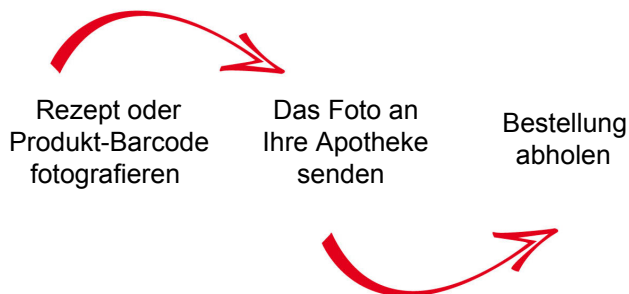 Rezept oder
Produkt-Barcode
fotografieren
Das Foto an
Ihre Apotheke
senden
Bestellung
abholen